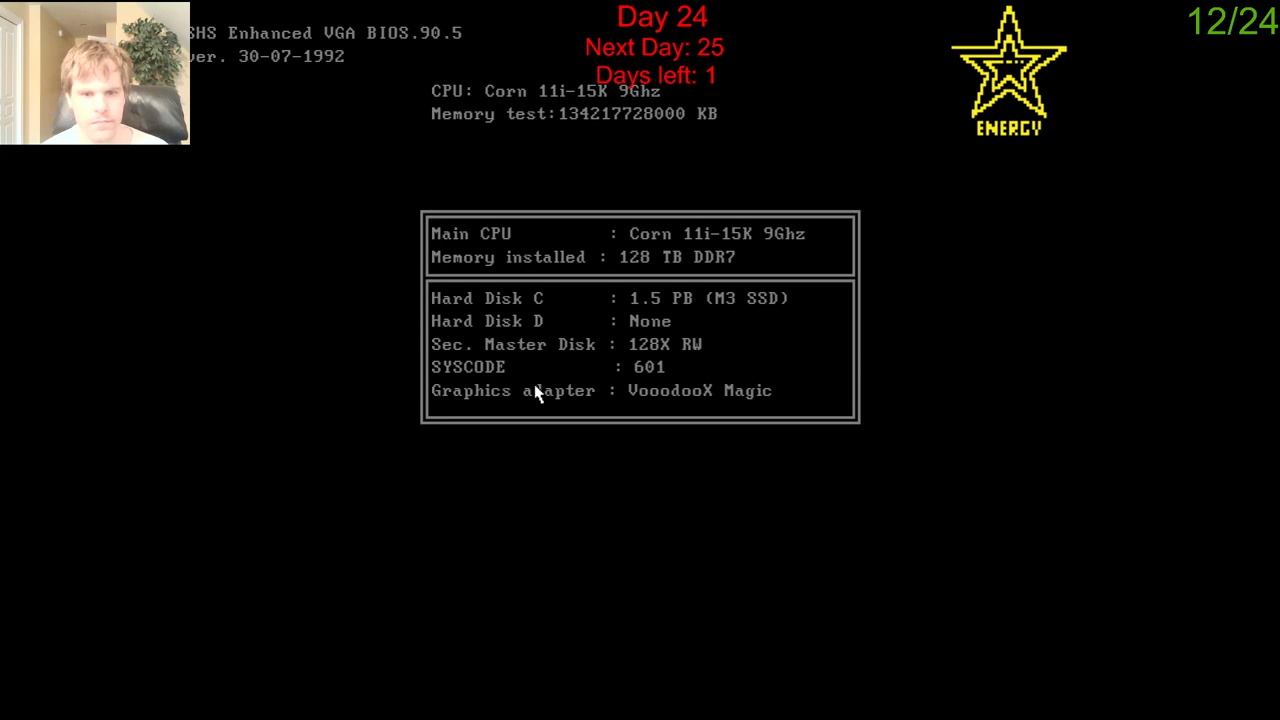 SHS Enhanced VGA BIOS.90.5
ver. 30-07-1992
Day 24
Next Day: 25
Days left: 1
12/24
ENERGY
CPU: Corn 11i-15K 9Ghz
Memory test:134217728000 KB
Main CPU : Corn 11i-15K 9Ghz
Memory installed : 128 TB DDR7
Hard Disk C : 1.5 PB (M3 SSD)
Hard Disk D : None
Sec. Master Disk : 128X RW
SYSCODE : 601
Graphics adapter : VooodooX Magic